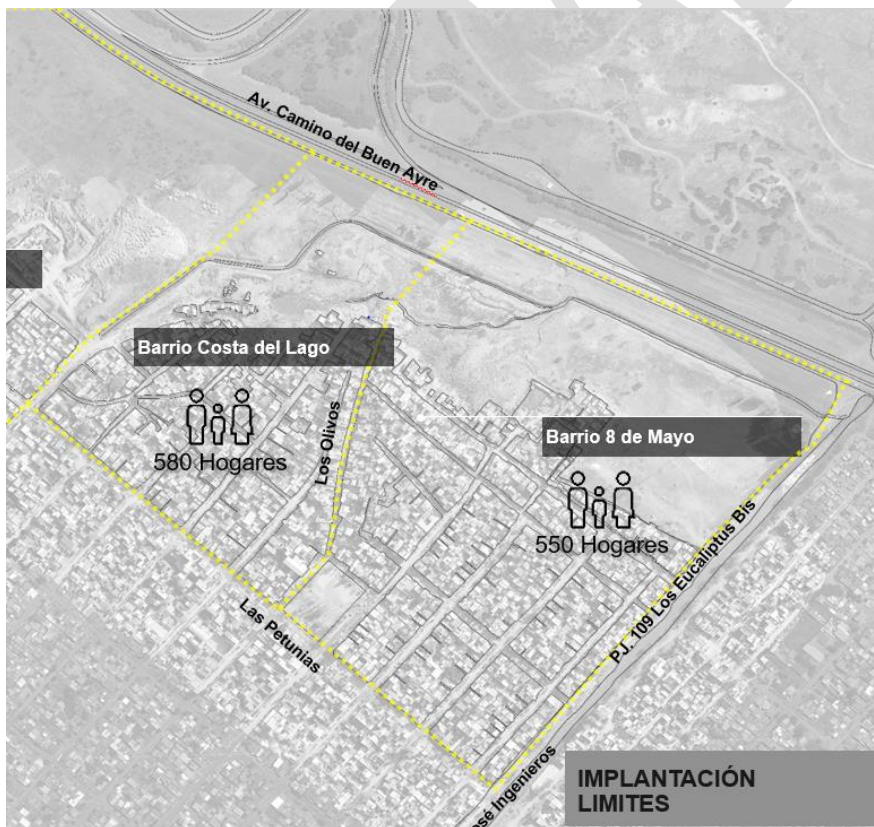 Av. Camino del Buen Ayre
Barrio Costa del Lago
580 Hogares
Los Olivos
Barrio 8 de Mayo
550 Hogares
PJ. 109 Los Eucaliptus Bis
Las Petunias
osé Ingenieros
IMPLANTACIÓN
LIMITES